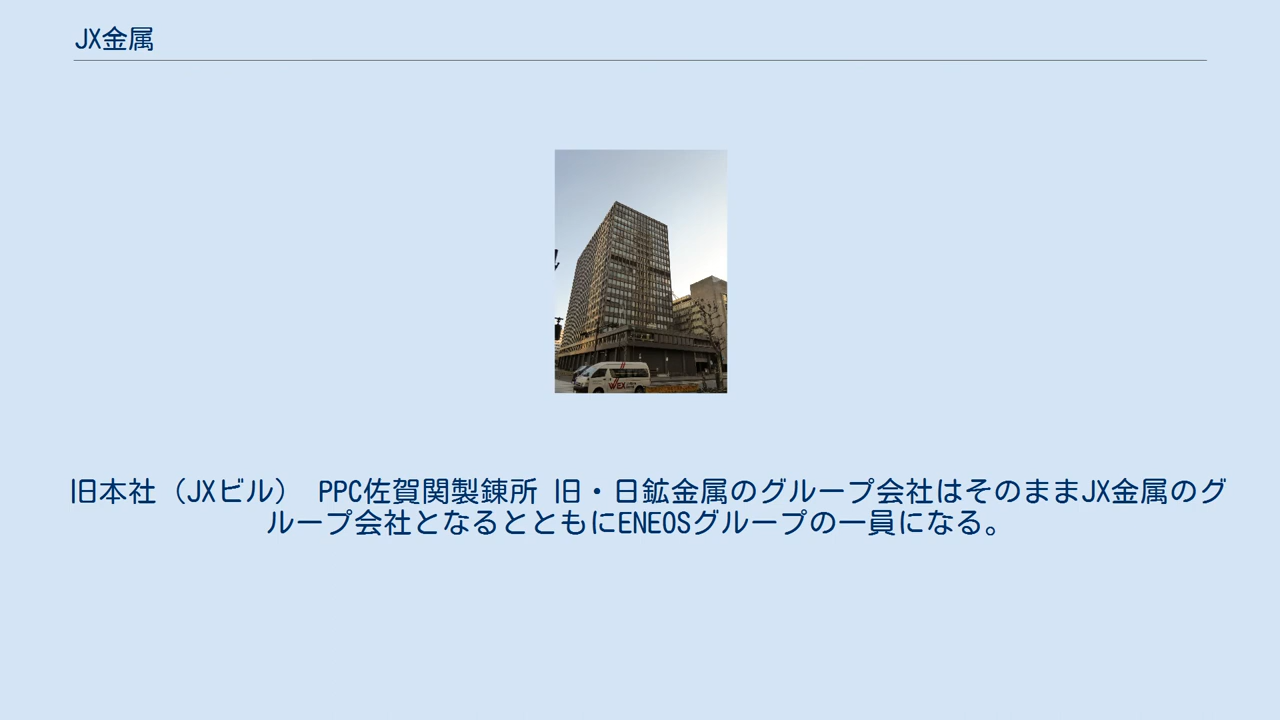 JX金属
WEX
旧本社（JXビル） PPC佐賀関製錬所 旧・日鉱金属のグループ会社はそのままJX金属のグ
ループ会社となるとともにENEOSグループの一員になる。